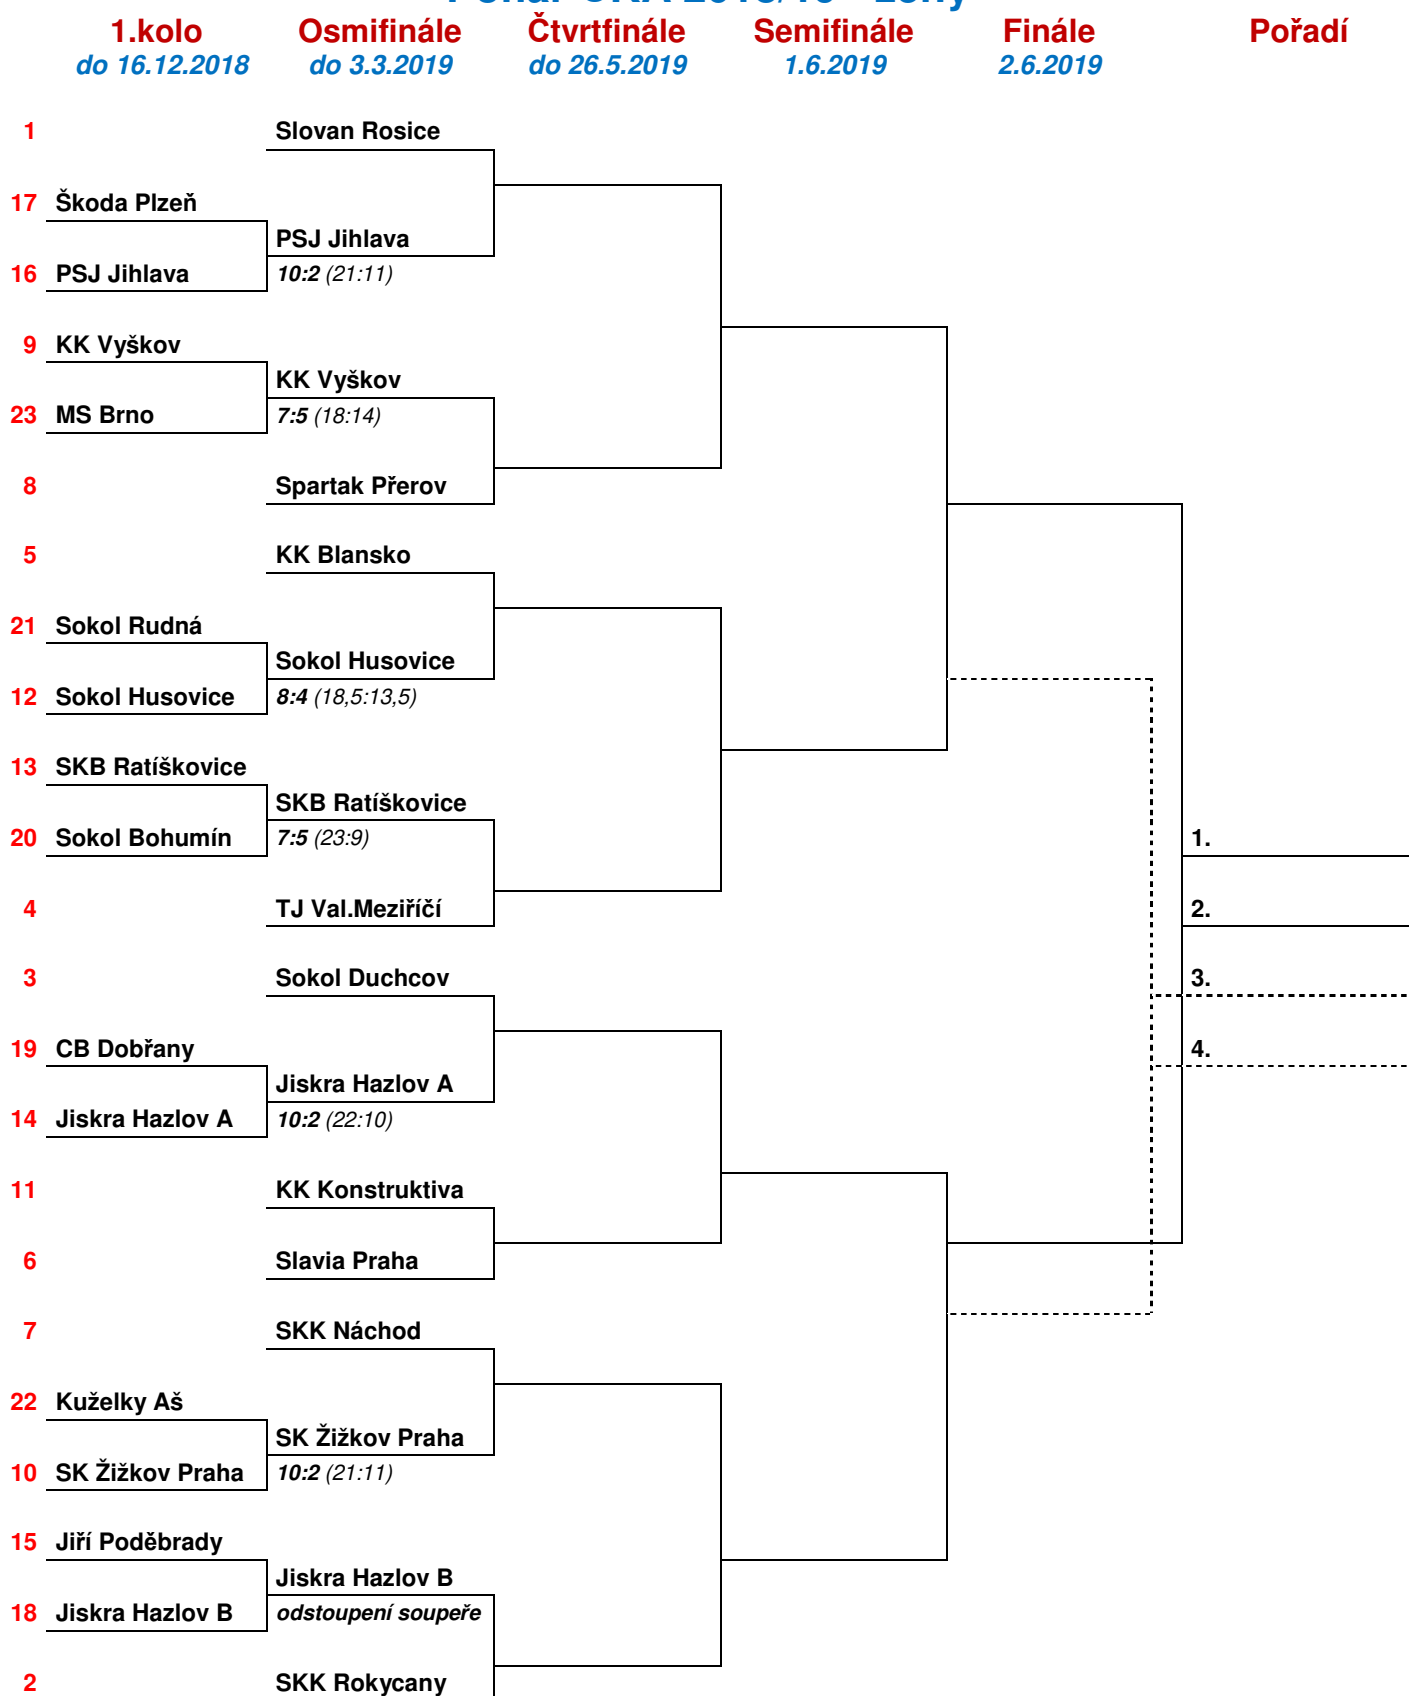 1.kolo Osmifinále Čtvrtfinále Semifinále Finále Pořadí
do 16.12.2018 do 3.3.2019 do 26.5.2019 1.6.2019 2.6.2019
1 Slovan Rosice
17 Škoda Plzeň
PSJ Jihlava
16 PSJ Jihlava 10:2 (21:11)
9 KK Vyškov
KK Vyškov
23 MS Brno 7:5 (18:14)
8 Spartak Přerov
5 KK Blansko
21 Sokol Rudná
Sokol Husovice
12 Sokol Husovice 8:4 (18,5:13,5)
13 SKB Ratíškovice
SKB Ratíškovice
20 Sokol Bohumín 7:5 (23:9) 1.
4 TJ Val.Meziříčí 2.
3 Sokol Duchcov 3.
19 CB Dobřany 4.
Jiskra Hazlov A
14 Jiskra Hazlov A 10:2 (22:10)
11 KK Konstruktiva
6 Slavia Praha
7 SKK Náchod
22 Kuželky Aš
SK Žižkov Praha
10 SK Žižkov Praha 10:2 (21:11)
15 Jiří Poděbrady
Jiskra Hazlov B
18 Jiskra Hazlov B odstoupení soupeře
2 SKK Rokycany